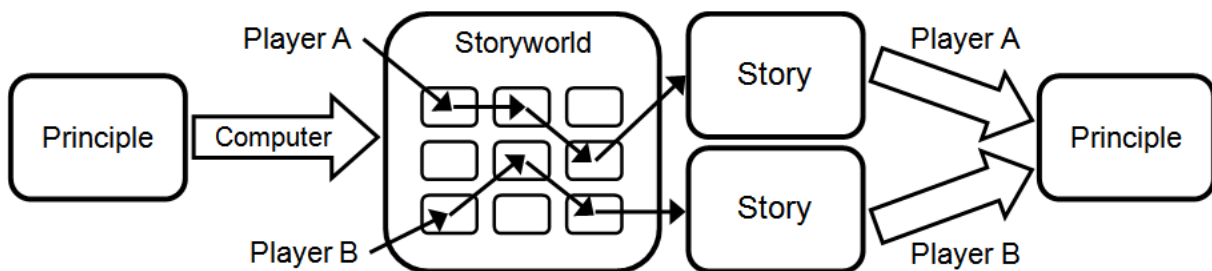 Principle
Computer
Player A
Storyworld
Player B
Story
Story
Player A
Player B
Principle